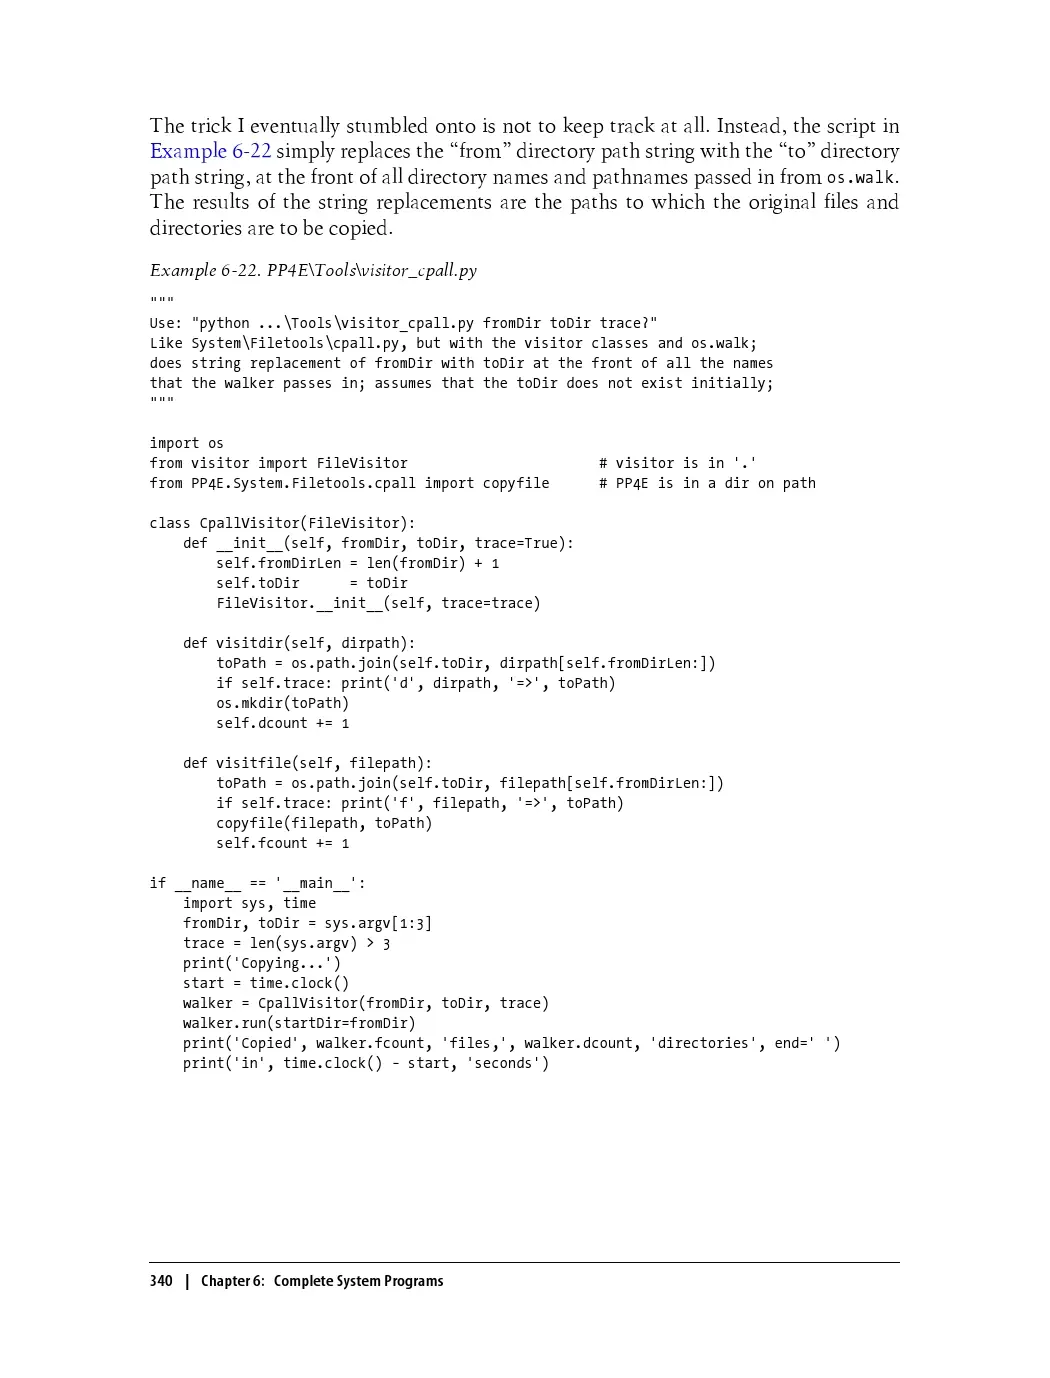 The trick I eventually stumbled onto is not to keep track at all. Instead, the script in
Example 6-22 simply replaces the “from” directory path string with the “to” directory
path string, at the front of all directory names and pathnames passed in from os.walk.
The results of the string replacements are the paths to which the original files and
directories are to be copied.
Example 6-22. PP4E\Tools\visitor_cpall.py
"""
Use: "python ...\Tools\visitor_cpall.py fromDir toDir trace?"
Like System\Filetools\cpall.py, but with the visitor classes and os.walk;
does string replacement of fromDir with toDir at the front of all the names
that the walker passes in; assumes that the toDir does not exist initially;
"""
import os
from visitor import FileVisitor                       # visitor is in '.'
from PP4E.System.Filetools.cpall import copyfile      # PP4E is in a dir on path
class CpallVisitor(FileVisitor):
    def __init__(self, fromDir, toDir, trace=True):
        self.fromDirLen = len(fromDir) + 1
        self.toDir      = toDir
        FileVisitor.__init__(self, trace=trace)
    def visitdir(self, dirpath):
        toPath = os.path.join(self.toDir, dirpath[self.fromDirLen:])
        if self.trace: print('d', dirpath, '=>', toPath)
        os.mkdir(toPath)
        self.dcount += 1
    def visitfile(self, filepath):
        toPath = os.path.join(self.toDir, filepath[self.fromDirLen:])
        if self.trace: print('f', filepath, '=>', toPath)
        copyfile(filepath, toPath)
        self.fcount += 1
if __name__ == '__main__':
    import sys, time
    fromDir, toDir = sys.argv[1:3]
    trace = len(sys.argv) > 3
    print('Copying...')
    start = time.clock()
    walker = CpallVisitor(fromDir, toDir, trace)
    walker.run(startDir=fromDir)
    print('Copied', walker.fcount, 'files,', walker.dcount, 'directories', end=' ')
    print('in', time.clock() - start, 'seconds')
340 | Chapter 6: Complete System Programs